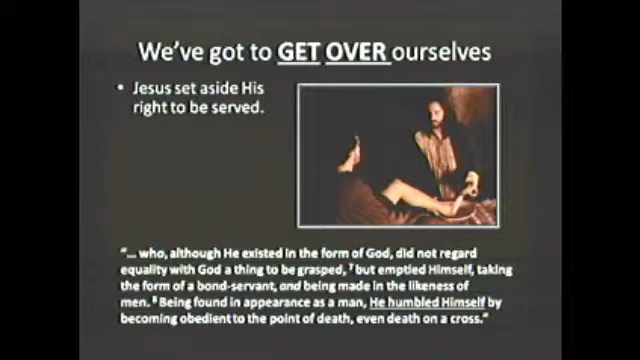 We've got to GET OVER ourselves
• Jesus set aside His
right to be served.
"... who, although He existed in the form of God, did not regard
equality with God a thing to be grasped, ⁷ but emptied Himself, taking
the form of a bond-servant, and being made in the likeness of
men. ⁸ Being found in appearance as a man, He humbled Himself by
becoming obedient to the point of death, even death on a cross."